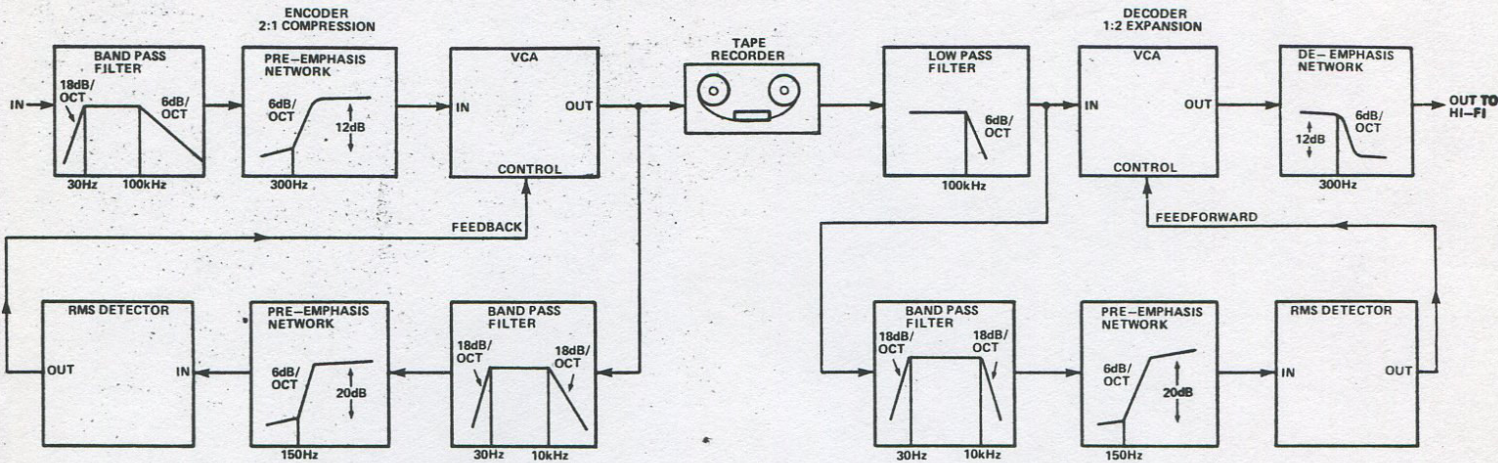 ENCODER
2:1 COMPRESSION
BAND PASS
FILTER
18dB/
OCT
6dB/
OCT
IN
30Hz
100kHz
PRE-EMPHASIS
NETWORK
6dB/
OCT
12dB
300Hz
VCA
IN
OUT
CONTROL
TAPE
RECORDER
LOW PASS
FILTER
6dB/
OCT
100kHz
DECODER
1:2 EXPANSION
VCA
IN
OUT
CONTROL
DE-EMPHASIS
NETWORK
6dB/
OCT
12dB
300Hz
OUT TO
HI-FI
FEEDBACK
FEEDFORWARD
RMS DETECTOR
OUT
IN
PRE-EMPHASIS
NETWORK
6dB/
OCT
20dB
150Hz
BAND PASS
FILTER
18dB/
OCT
18dB/
OCT
30Hz
10kHz
BAND PASS
FILTER
18dB/
OCT
18dB/
OCT
30Hz
10kHz
PRE-EMPHASIS
NETWORK
6dB/
OCT
20dB
150Hz
RMS DETECTOR
IN
OUT